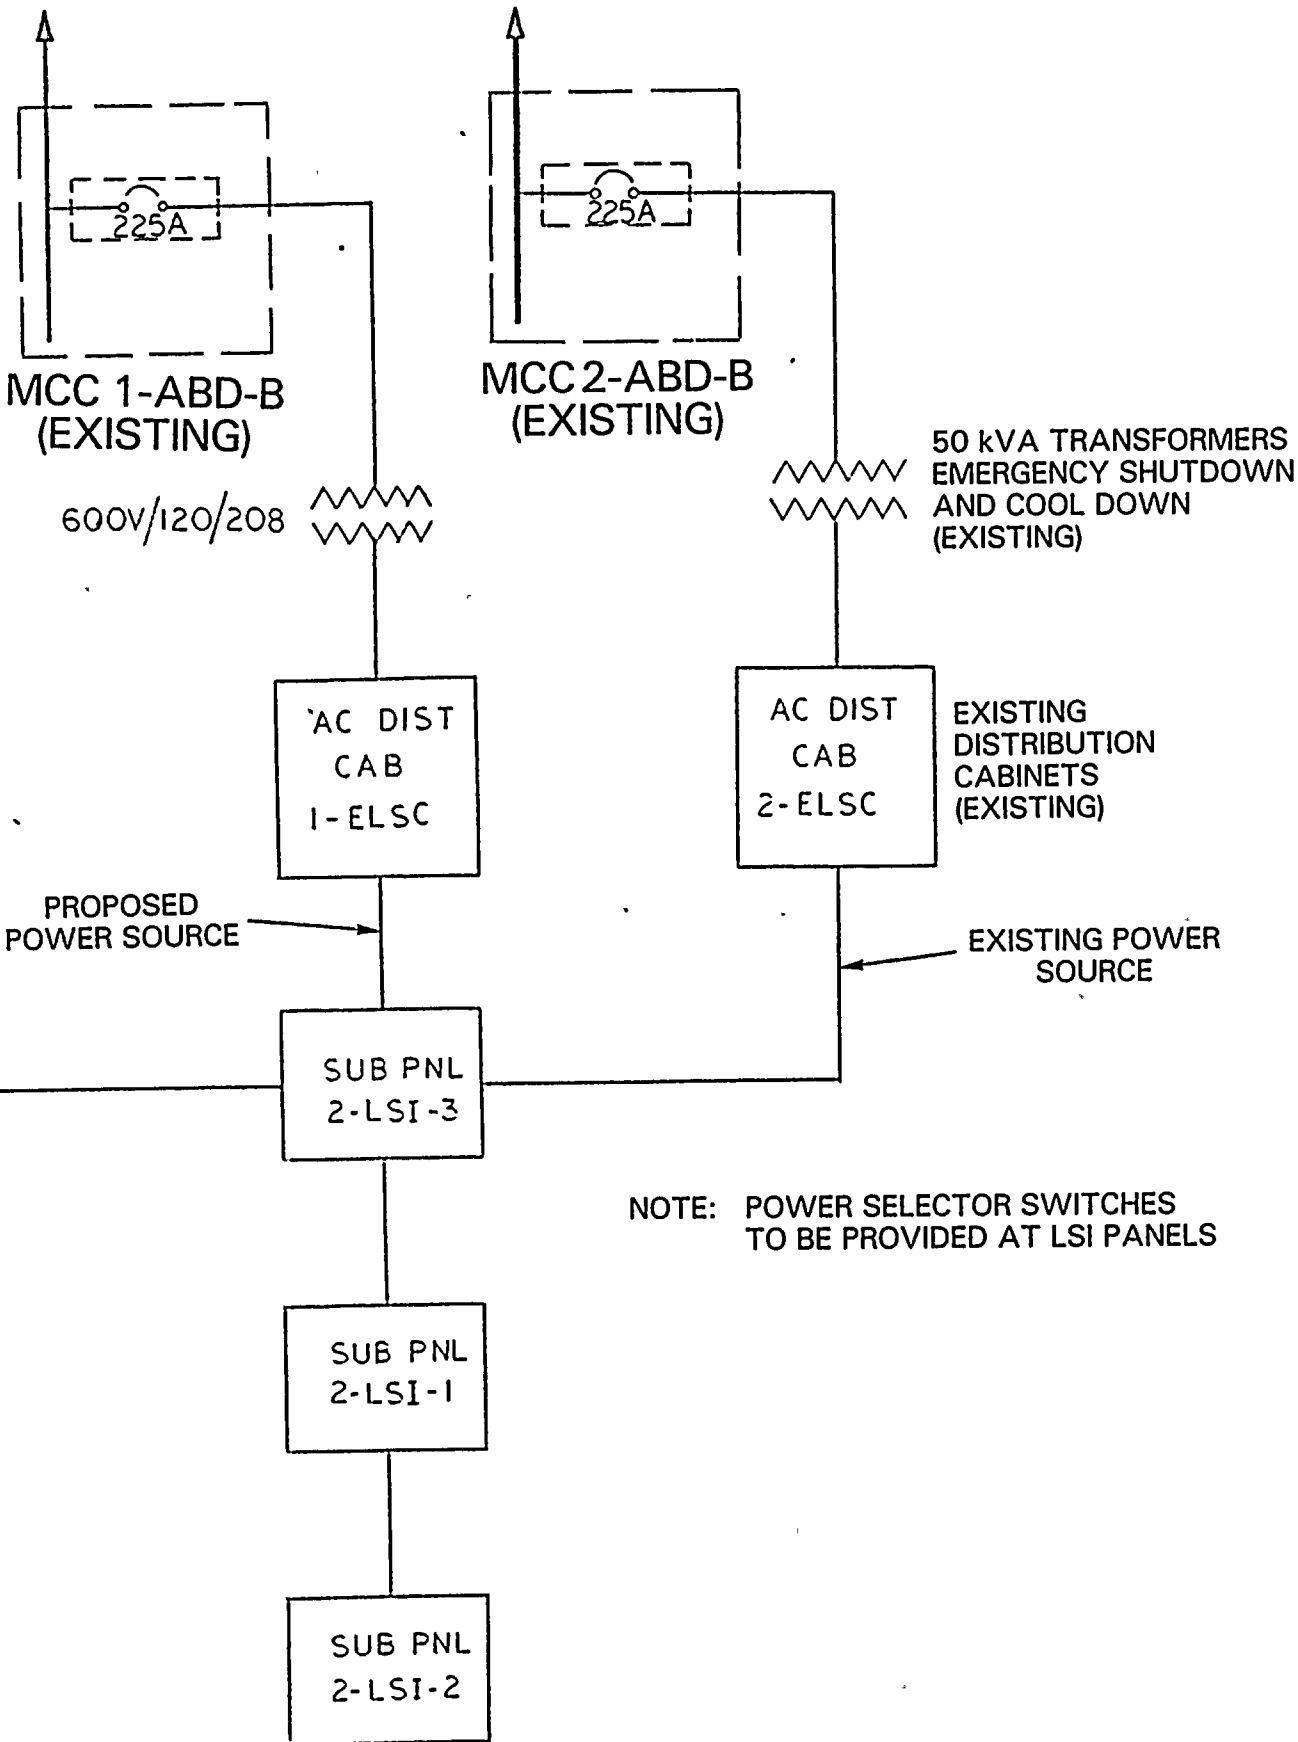 225A
225A
MCC 1-ABD-B
(EXISTING)
MCC 2-ABD-B
(EXISTING)
600V/120/208
50 kVA TRANSFORMERS
EMERGENCY SHUTDOWN
AND COOL DOWN
(EXISTING)
AC DIST
CAB
1-ELSC
AC DIST
CAB
2-ELSC
EXISTING
DISTRIBUTION
CABINETS
(EXISTING)
PROPOSED
POWER SOURCE
EXISTING POWER
SOURCE
SUB PNL
2-LSI-3
NOTE: POWER SELECTOR SWITCHES
TO BE PROVIDED AT LSI PANELS
SUB PNL
2-LSI-1
SUB PNL
2-LSI-2